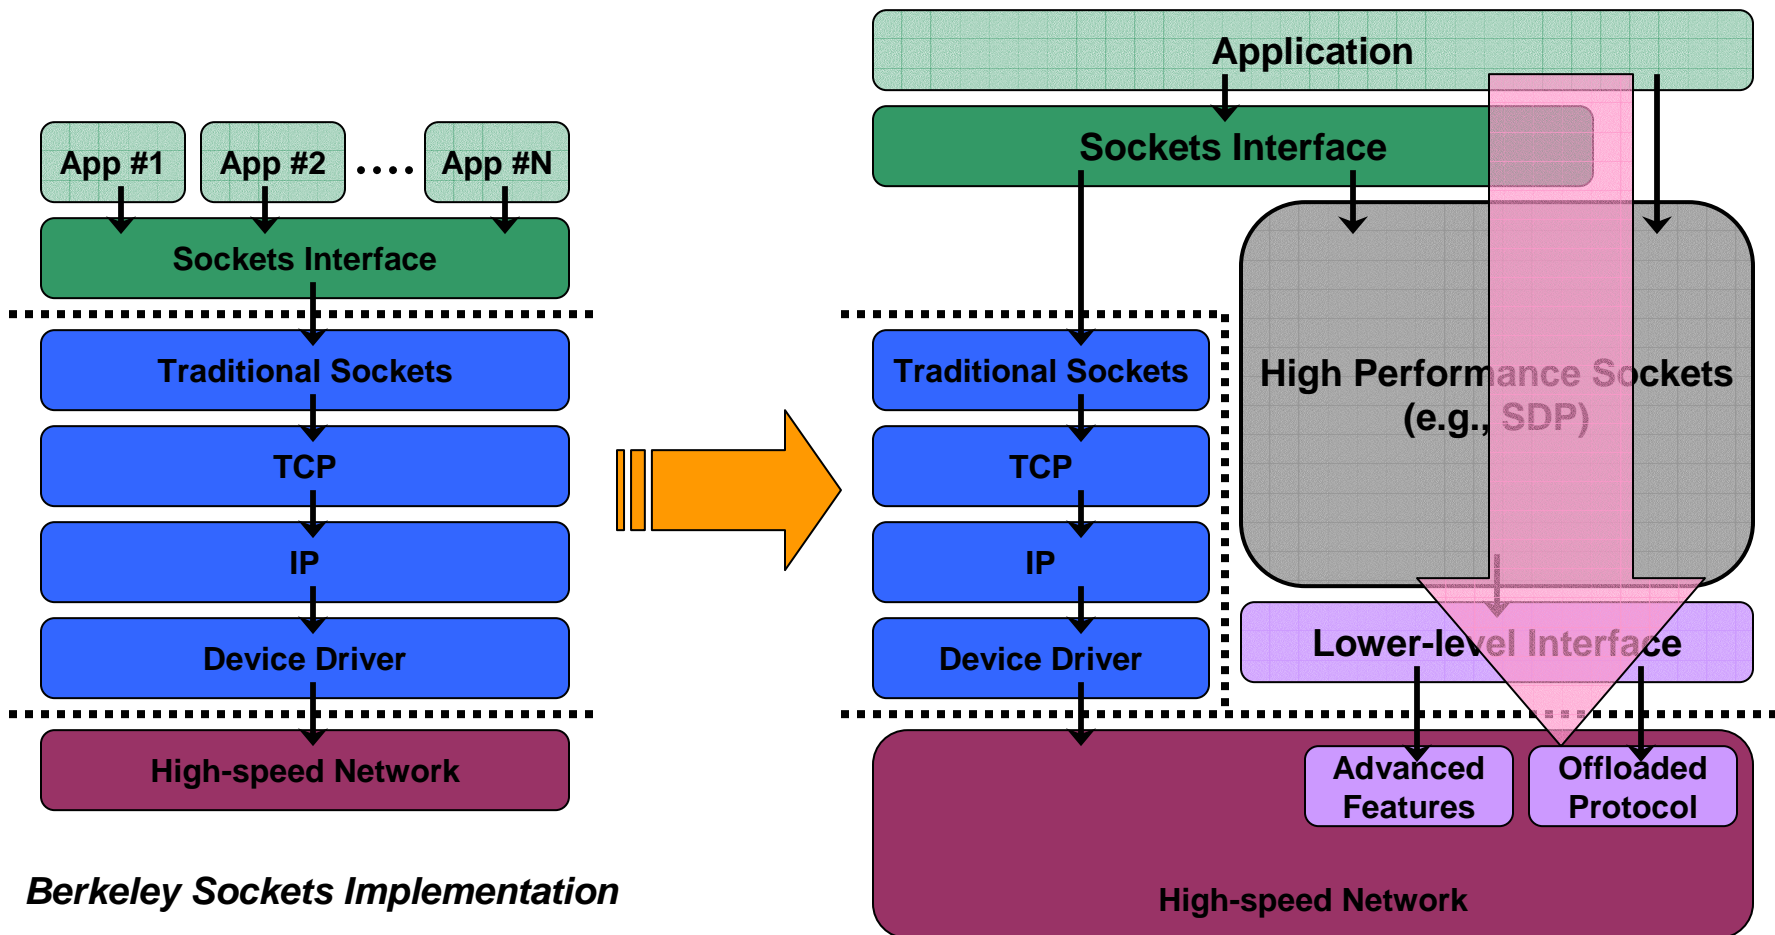 App #1
App #2
....
App #N
Sockets Interface
Traditional Sockets
TCP
IP
Device Driver
High-speed Network
Berkeley Sockets Implementation
Application
Sockets Interface
Traditional Sockets
TCP
IP
Device Driver
High Performance Sockets
(e.g., SDP)
Lower-level Interface
Advanced
Features
Offloaded
Protocol
High-speed Network